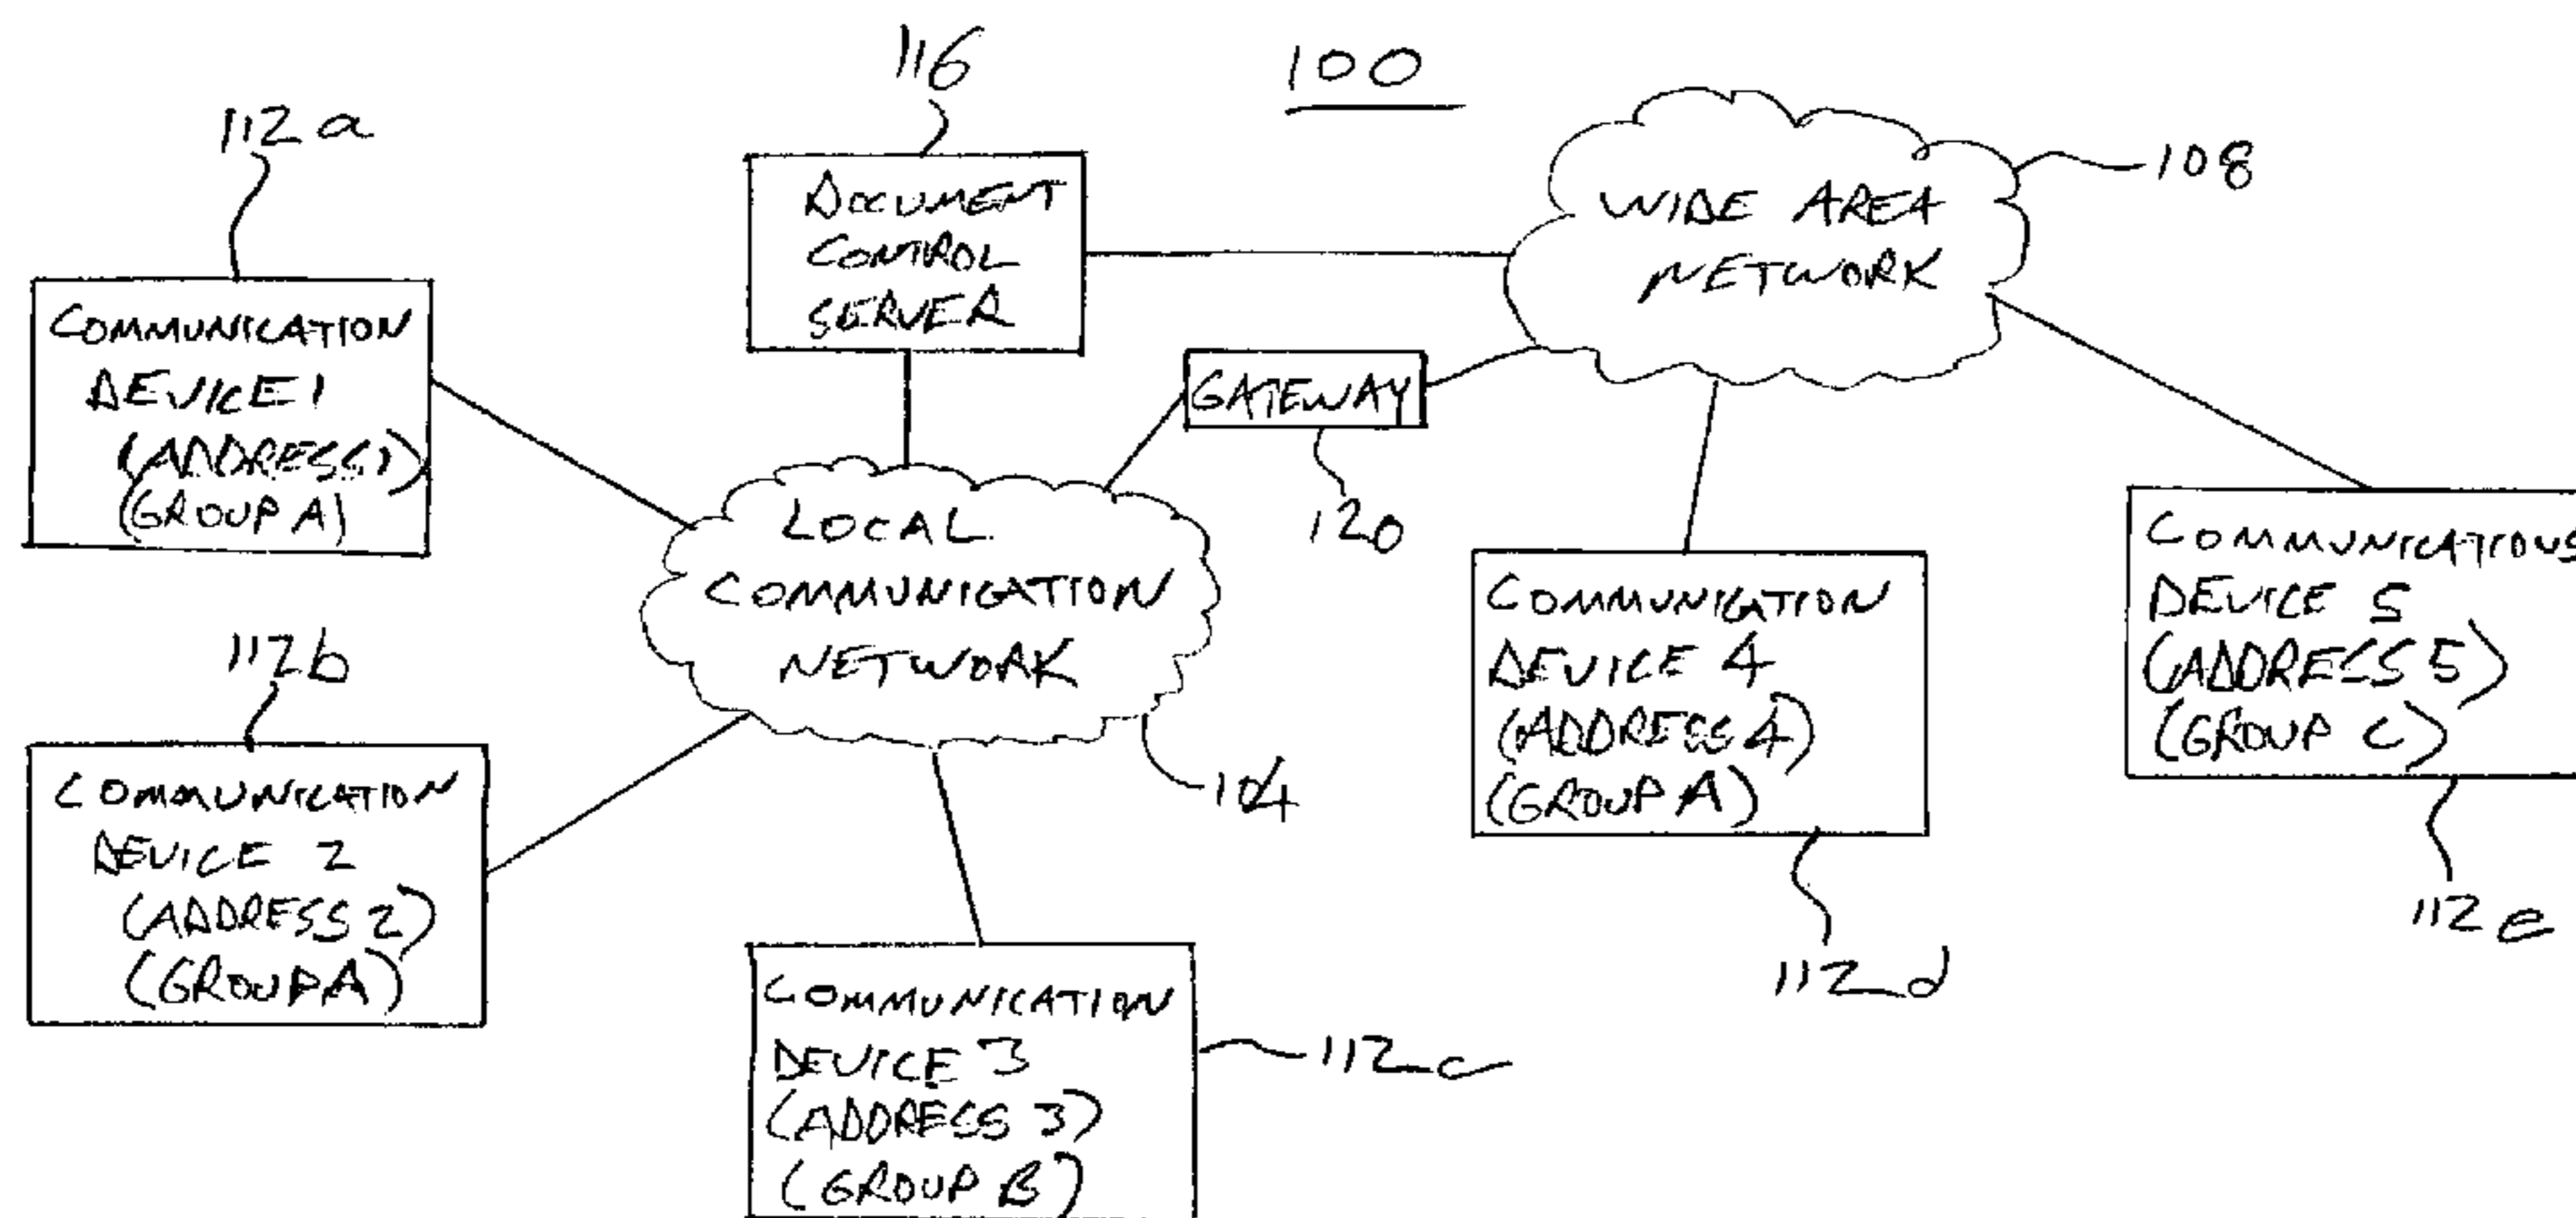 116
100
112a
108
DOCUMENT
CONTROL
SERVER
WIDE AREA
NETWORK
COMMUNICATION
DEVICE 1
(ADDRESS 1)
(GROUP A)
GATEWAY
120
LOCAL
COMMUNICATION
NETWORK
104
112b
COMMUNICATION
DEVICE 2
(ADDRESS 2)
(GROUP A)
COMMUNICATION
DEVICE 4
(ADDRESS 4)
(GROUP A)
112d
COMMUNICATIONS
DEVICE 5
(ADDRESS 5)
(GROUP C)
112e
COMMUNICATION
DEVICE 3
(ADDRESS 3)
(GROUP B)
112c